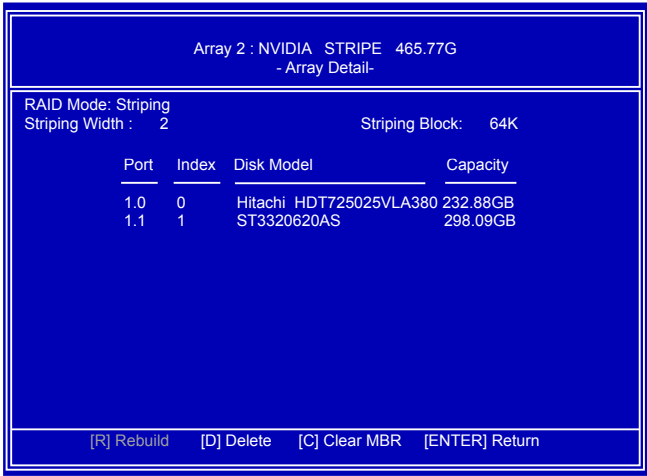 Array 2 : NVIDIA STRIPE 465.77G
- Array Detail-
RAID Mode: Striping
Striping Width : 2 Striping Block: 64K
Port Index Disk Model Capacity
1.0 0 Hitachi HDT725025VLA380 232.88GB
1.1 1 ST3320620AS 298.09GB
[R] Rebuild [D] Delete [C] Clear MBR [ENTER] Return